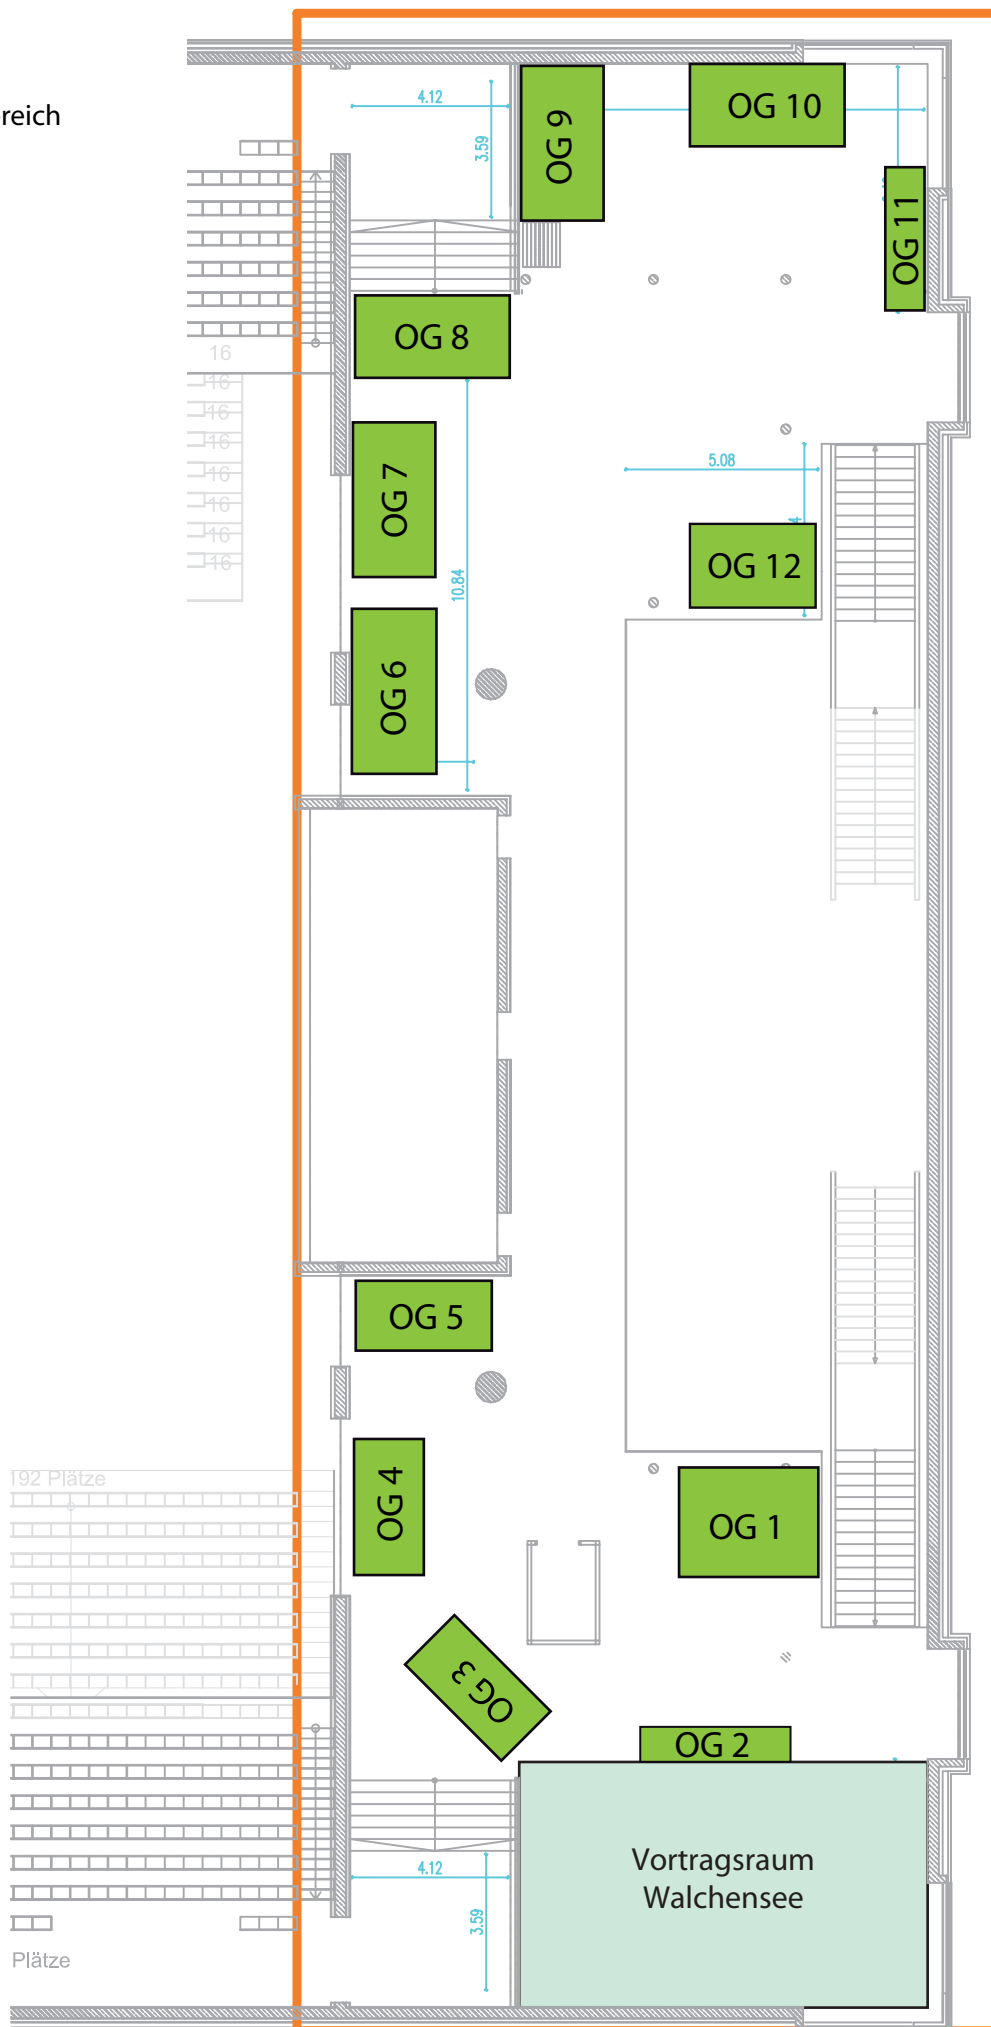 reich
4.12
3.59
OG 9
OG 10
OG 11
OG 8
16
16
16
16
16
16
16
16
OG 7
5.08
OG 12
10.84
OG 6
OG 5
192 Plätze
OG 4
OG 1
OG 3
OG 2
Vortragsraum
Walchensee
4.12
3.59
Plätze